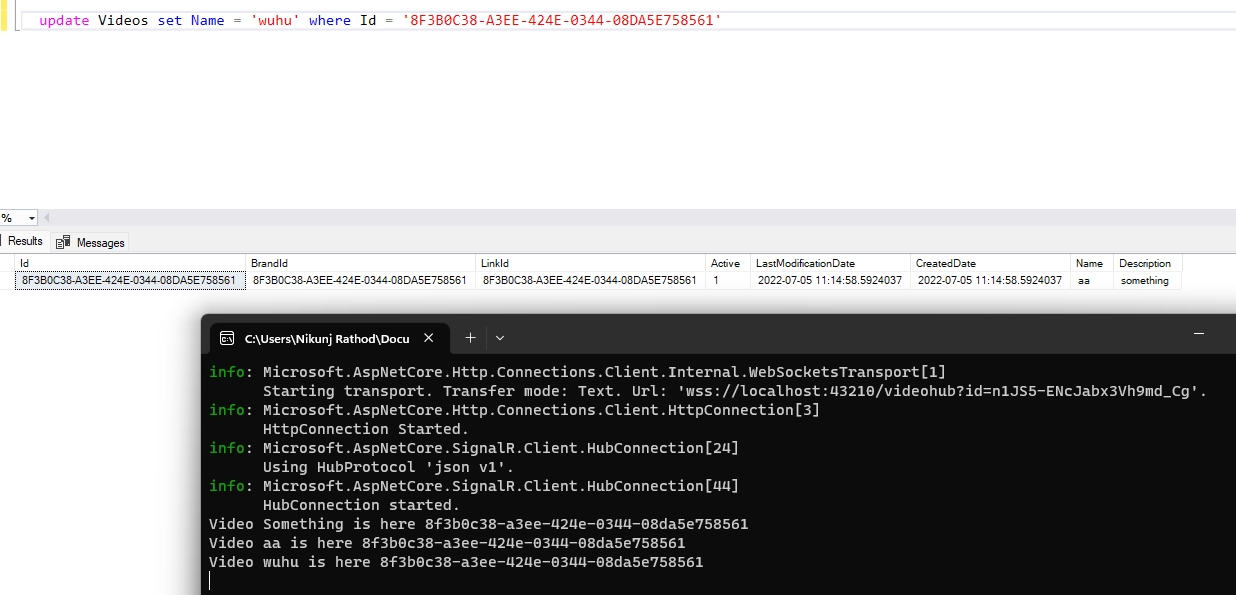 update Videos set Name = 'wuhu' where Id = '8F3B0C38-A3EE-424E-0344-08DA5E758561'
%
Results Messages
Id BrandId LinkId Active LastModificationDate CreatedDate Name Description
8F3B0C38-A3EE-424E-0344-08DA5E758561 8F3B0C38-A3EE-424E-0344-08DA5E758561 8F3B0C38-A3EE-424E-0344-08DA5E758561 1 2022-07-05 11:14:58.5924037 2022-07-05 11:14:58.5924037 aa something
C:\Users\Nikunj Rathod\Docu
info: Microsoft.AspNetCore.Http.Connections.Client.Internal.WebSocketsTransport[1]
Starting transport. Transfer mode: Text. Url: 'wss://localhost:43210/videohub?id=n1JS5-ENcJabx3Vh9md_Cg'.
info: Microsoft.AspNetCore.Http.Connections.Client.HttpConnection[3]
HttpConnection Started.
info: Microsoft.AspNetCore.SignalR.Client.HubConnection[24]
Using HubProtocol 'json v1'.
info: Microsoft.AspNetCore.SignalR.Client.HubConnection[44]
HubConnection started.
Video Something is here 8f3b0c38-a3ee-424e-0344-08da5e758561
Video aa is here 8f3b0c38-a3ee-424e-0344-08da5e758561
Video wuhu is here 8f3b0c38-a3ee-424e-0344-08da5e758561